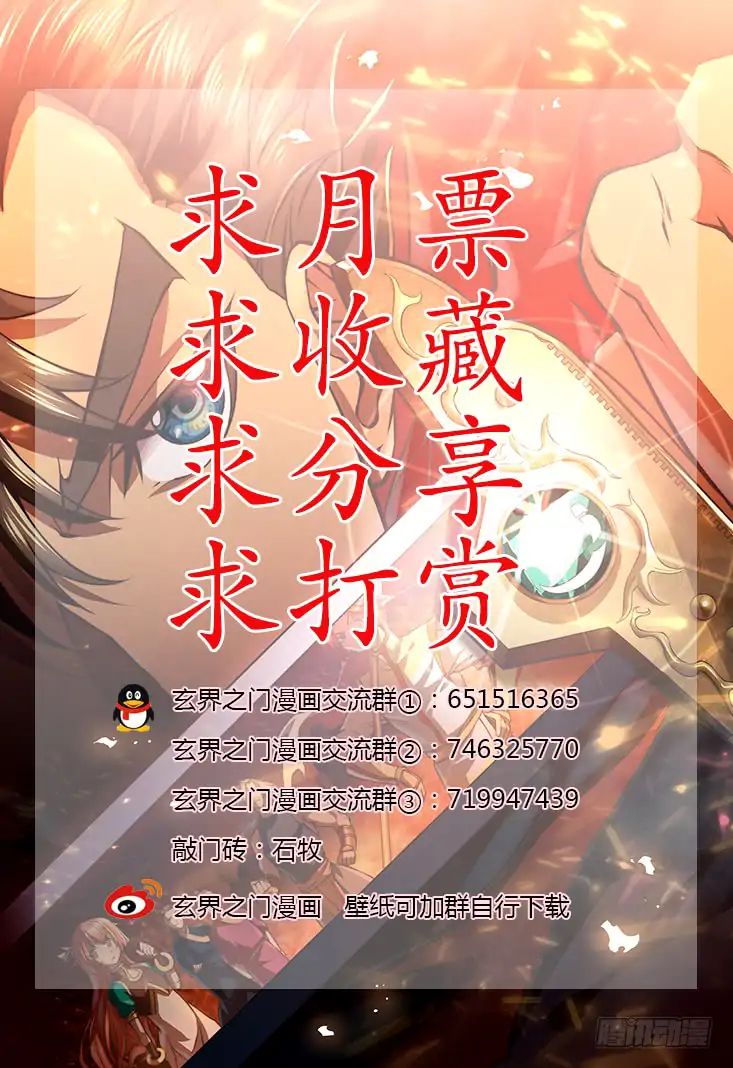 求月票
求收藏
求分享
求打赏
玄界之门漫画交流群①：651516365
玄界之门漫画交流群②：746325770
玄界之门漫画交流群③：719947439
敲门砖：石牧
玄界之门漫画 壁纸可加群自行下载
腾讯动漫